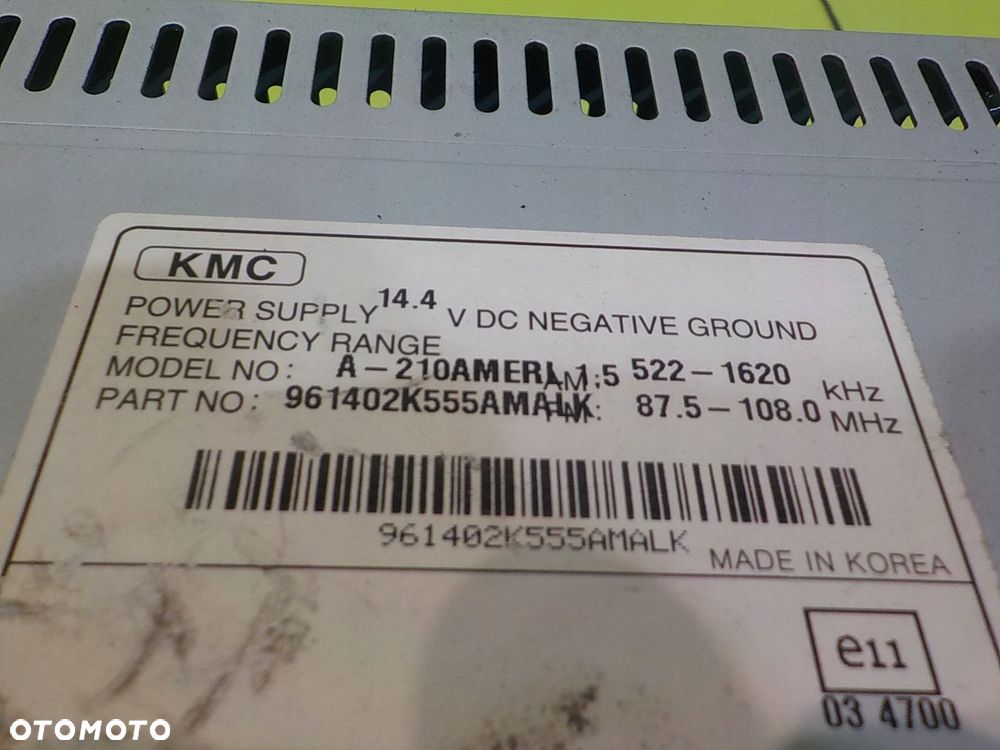 KMC
POWER SUPPLY 14.4 V DC NEGATIVE GROUND
FREQUENCY RANGE
MODEL NO: A-210AMERL AM: 522-1620 kHz
PART NO: 961402K555AMALK FM: 87.5-108.0 MHz
961402K555AMALK
MADE IN KOREA
e11
03 4700
OTOMOTO